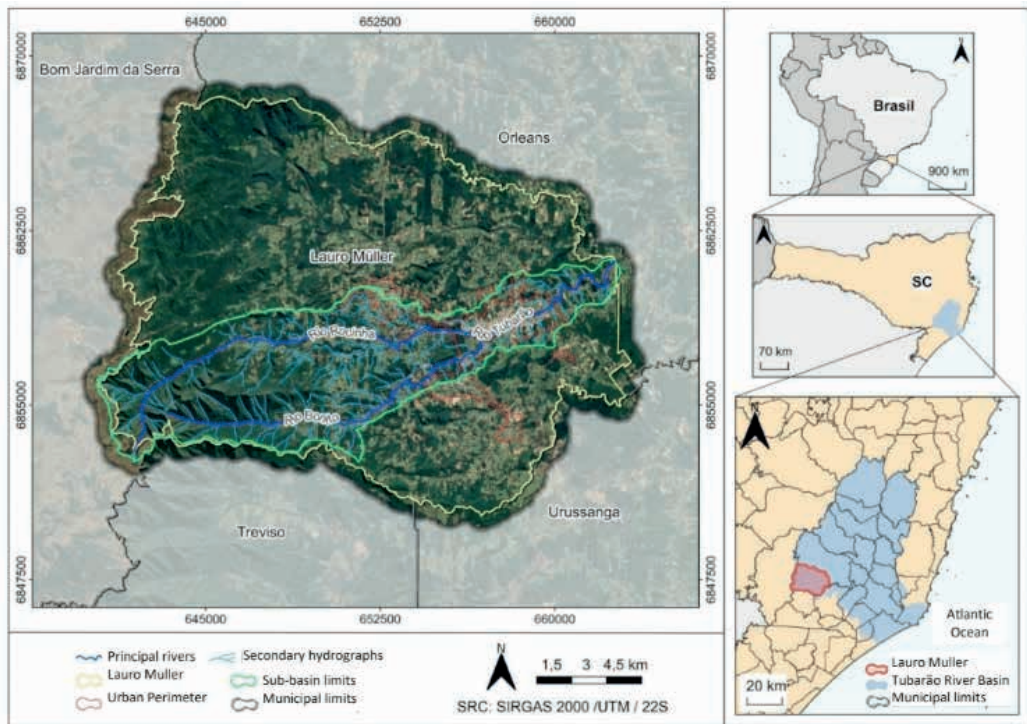 645000
652500
660000
6870000
6862500
6855000
6847500
Bom Jardim da Serra
Orleans
Lauro Müller
Rio Rocinha
Rio Tubarão
Rio Bonito
Treviso
Urussanga
645000
652500
660000
Principal rivers
Secondary hydrographs
Lauro Muller
Sub-basin limits
Urban Perimeter
Municipal limits
N
1,5 3 4,5 km
SRC: SIRGAS 2000 /UTM / 22S
N
Brasil
900 km
SC
70 km
N
Atlantic
Ocean
20 km
Lauro Muller
Tubarão River Basin
Municipal limits